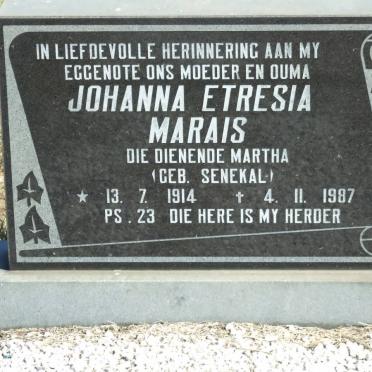 IN LIEFDEVOLLE HERINNERING AAN MY
EGGENOTE ONS MOEDER EN OUMA
JOHANNA ETRESIA
MARAIS
DIE DIENENDE MARTHA
(GEB. SENEKAL)
* 13. 7. 1914 + 4. 11. 1987
PS. 23 DIE HERE IS MY HERDER